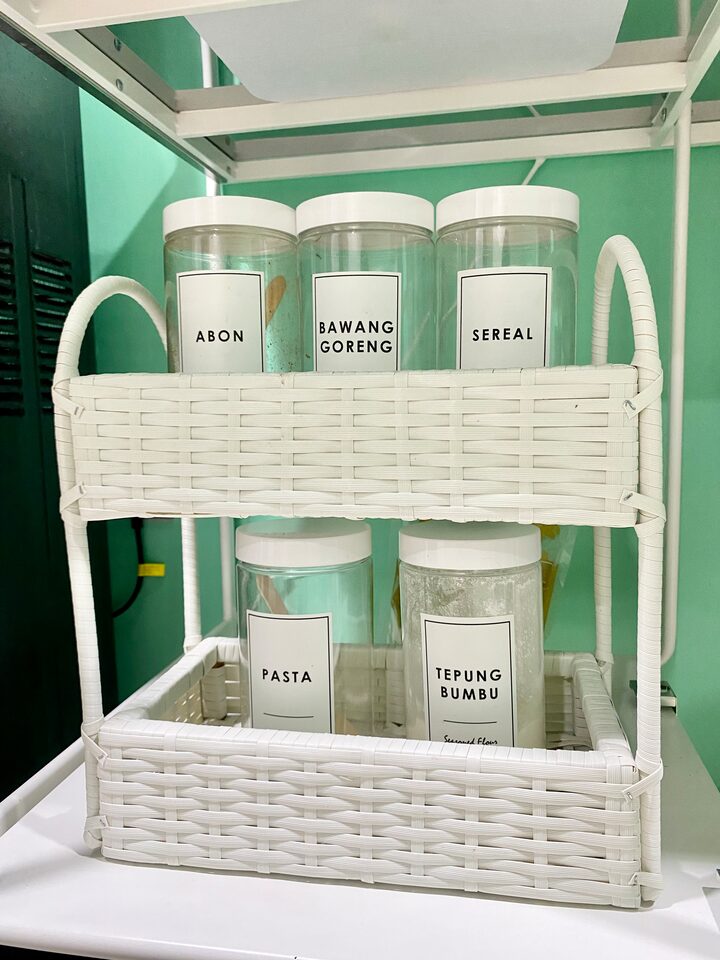 ABON
BAWANG
GORENG
SEREAL
PASTA
TEPUNG
BUMBU
Seasoned Flour